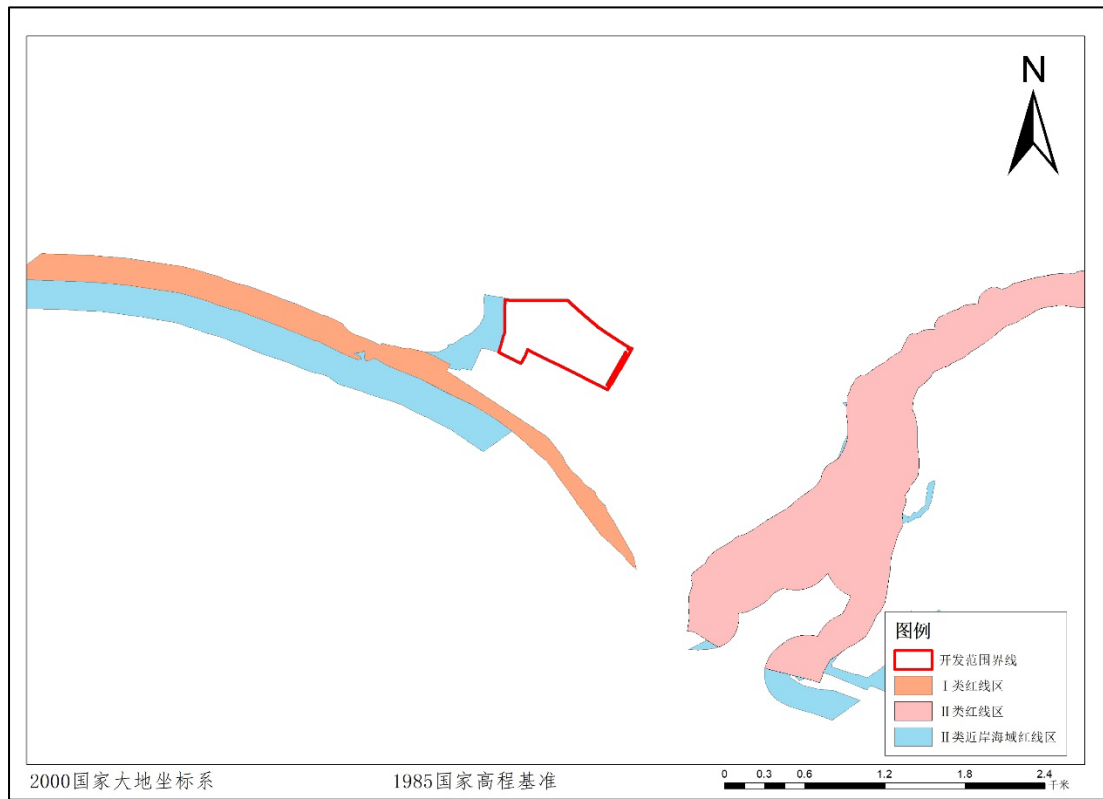 N
图例
开发范围界线
Ⅰ类红线区
Ⅱ类红线区
Ⅱ类近岸海域红线区
2000国家大地坐标系
1985国家高程基准
0 0.3 0.6 1.2 1.8 2.4
千米